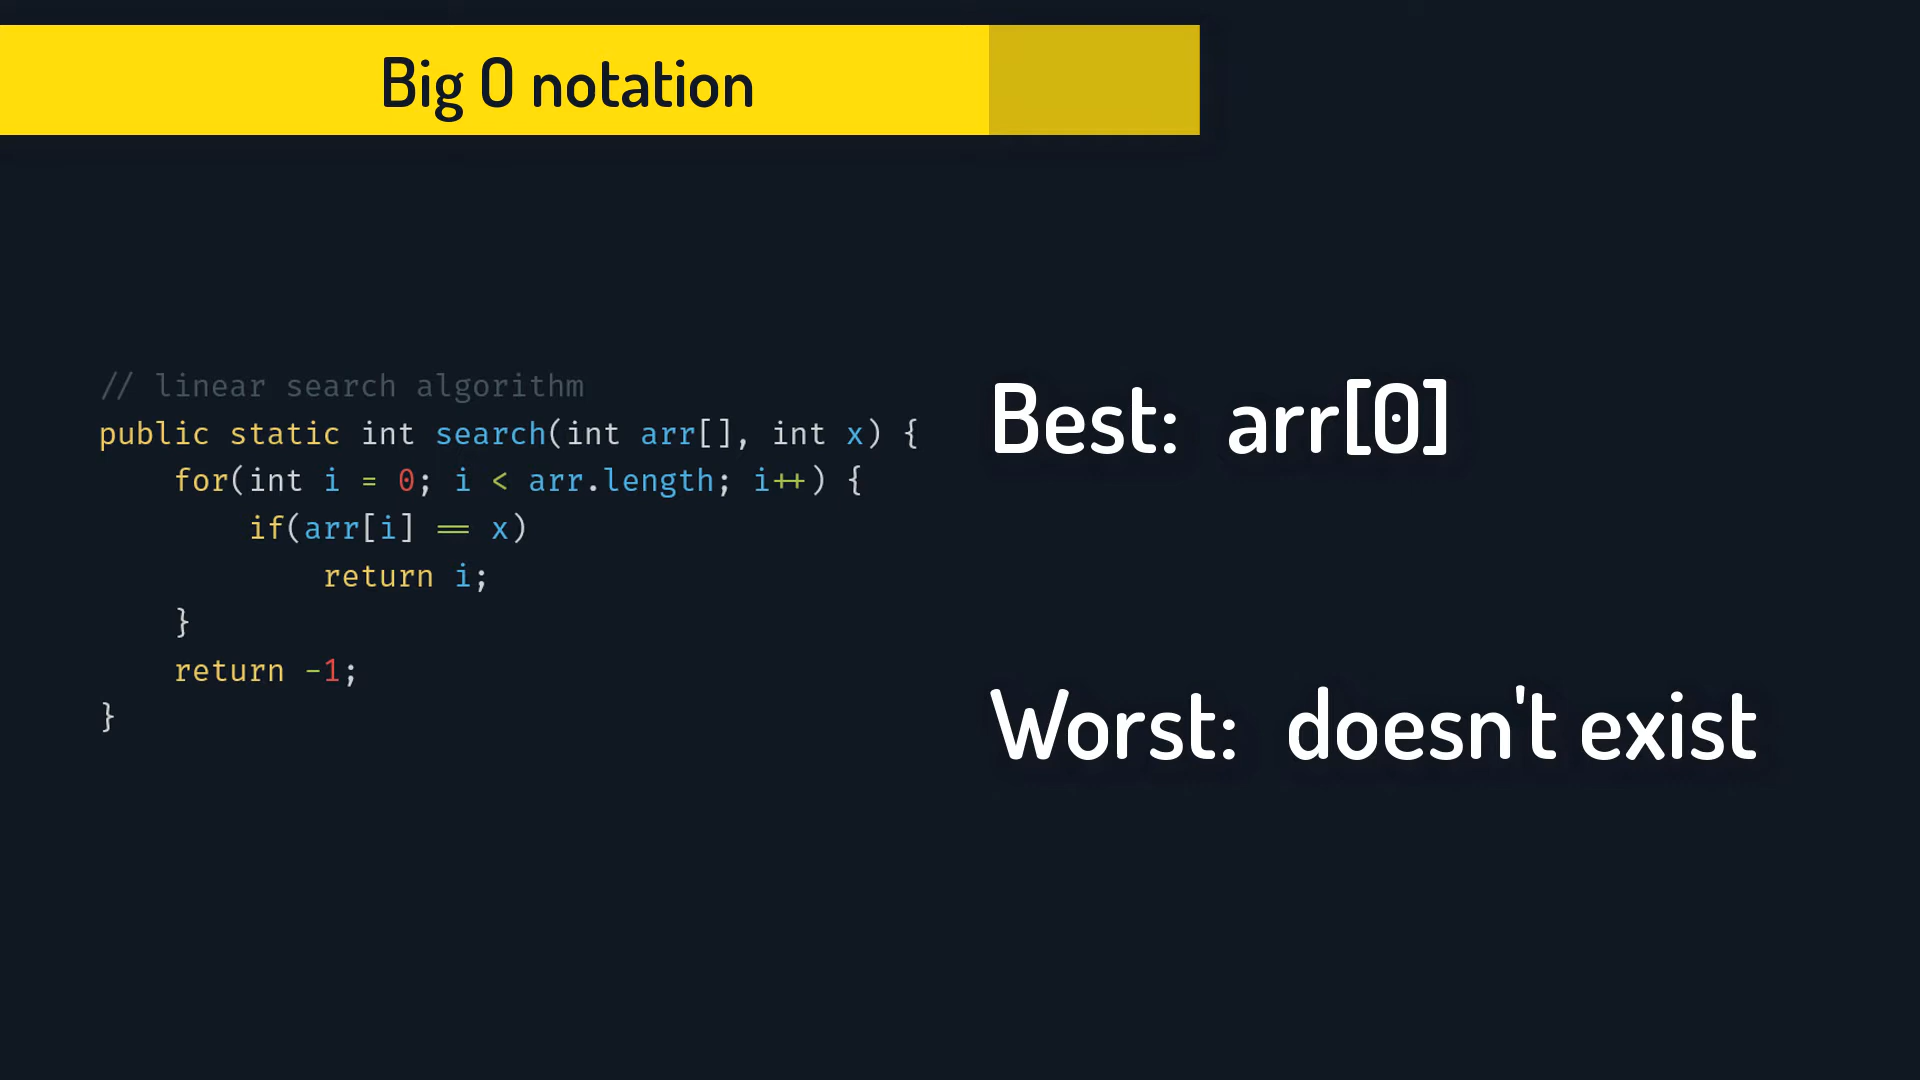 Big O notation
// linear search algorithm
public static int search(int arr[], int x) {
for(int i = 0; i < arr.length; i++) {
if(arr[i] == x)
return i;
}
return -1;
}
Best: arr[0]
Worst: doesn't exist